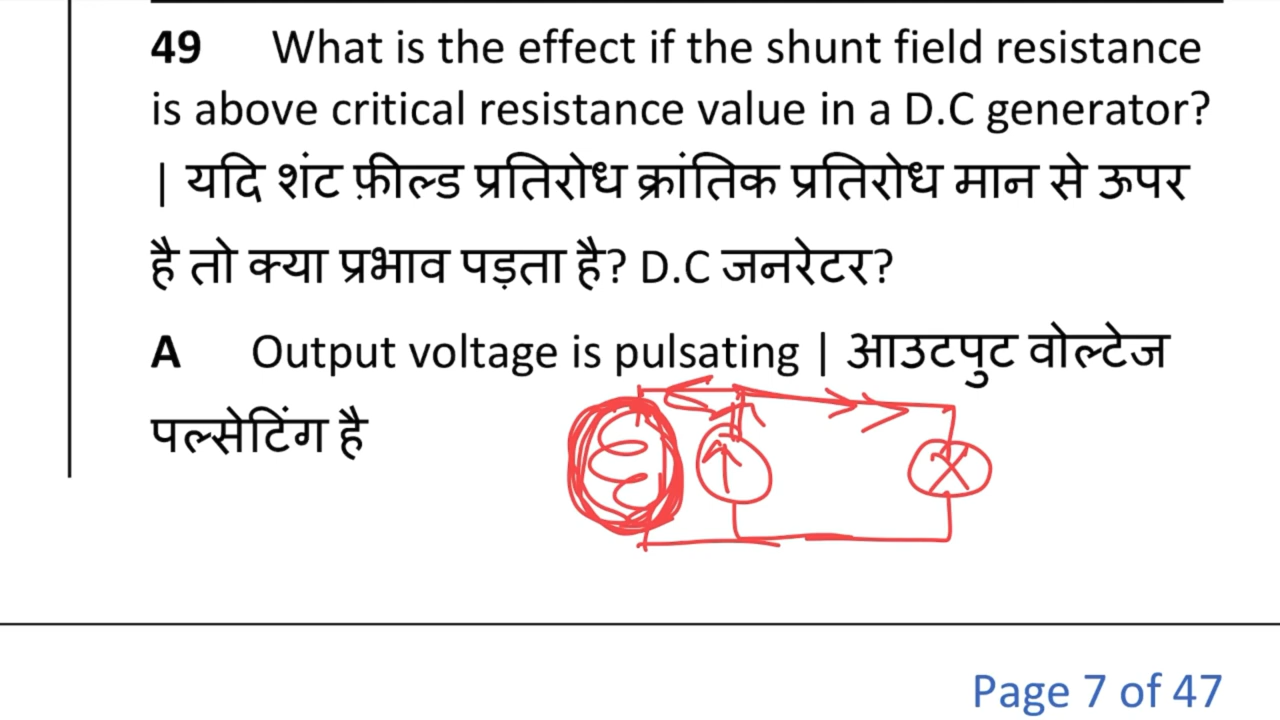 49 What is the effect if the shunt field resistance
is above critical resistance value in a D.C generator?
| यदि शंट फ़ील्ड प्रतिरोध क्रांतिक प्रतिरोध मान से ऊपर
है तो क्या प्रभाव पड़ता है? D.C जनरेटर?
A Output voltage is pulsating | आउटपुट वोल्टेज
पल्सेटिंग है
Page 7 of 47